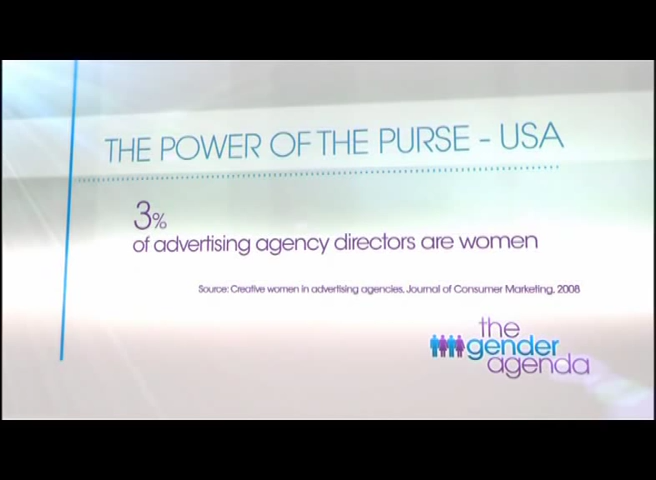 THE POWER OF THE PURSE - USA
3%
of advertising agency directors are women
Source: Creative women in advertising agencies, Journal of Consumer Marketing, 2008
the
gender
agenda